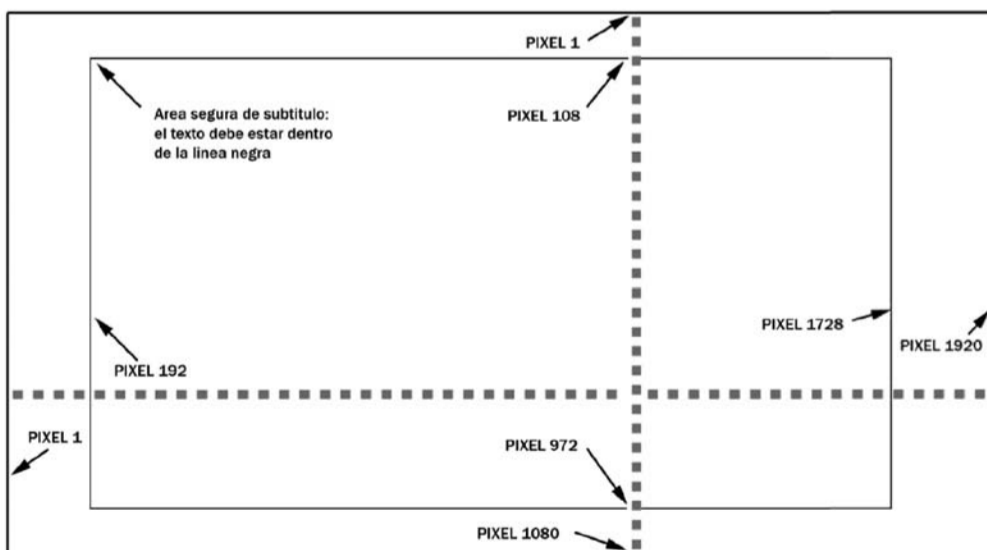 PIXEL 1
Area segura de subtitulo:
el texto debe estar dentro
de la linea negra
PIXEL 108
PIXEL 192
PIXEL 1728
PIXEL 1920
PIXEL 1
PIXEL 972
PIXEL 1080